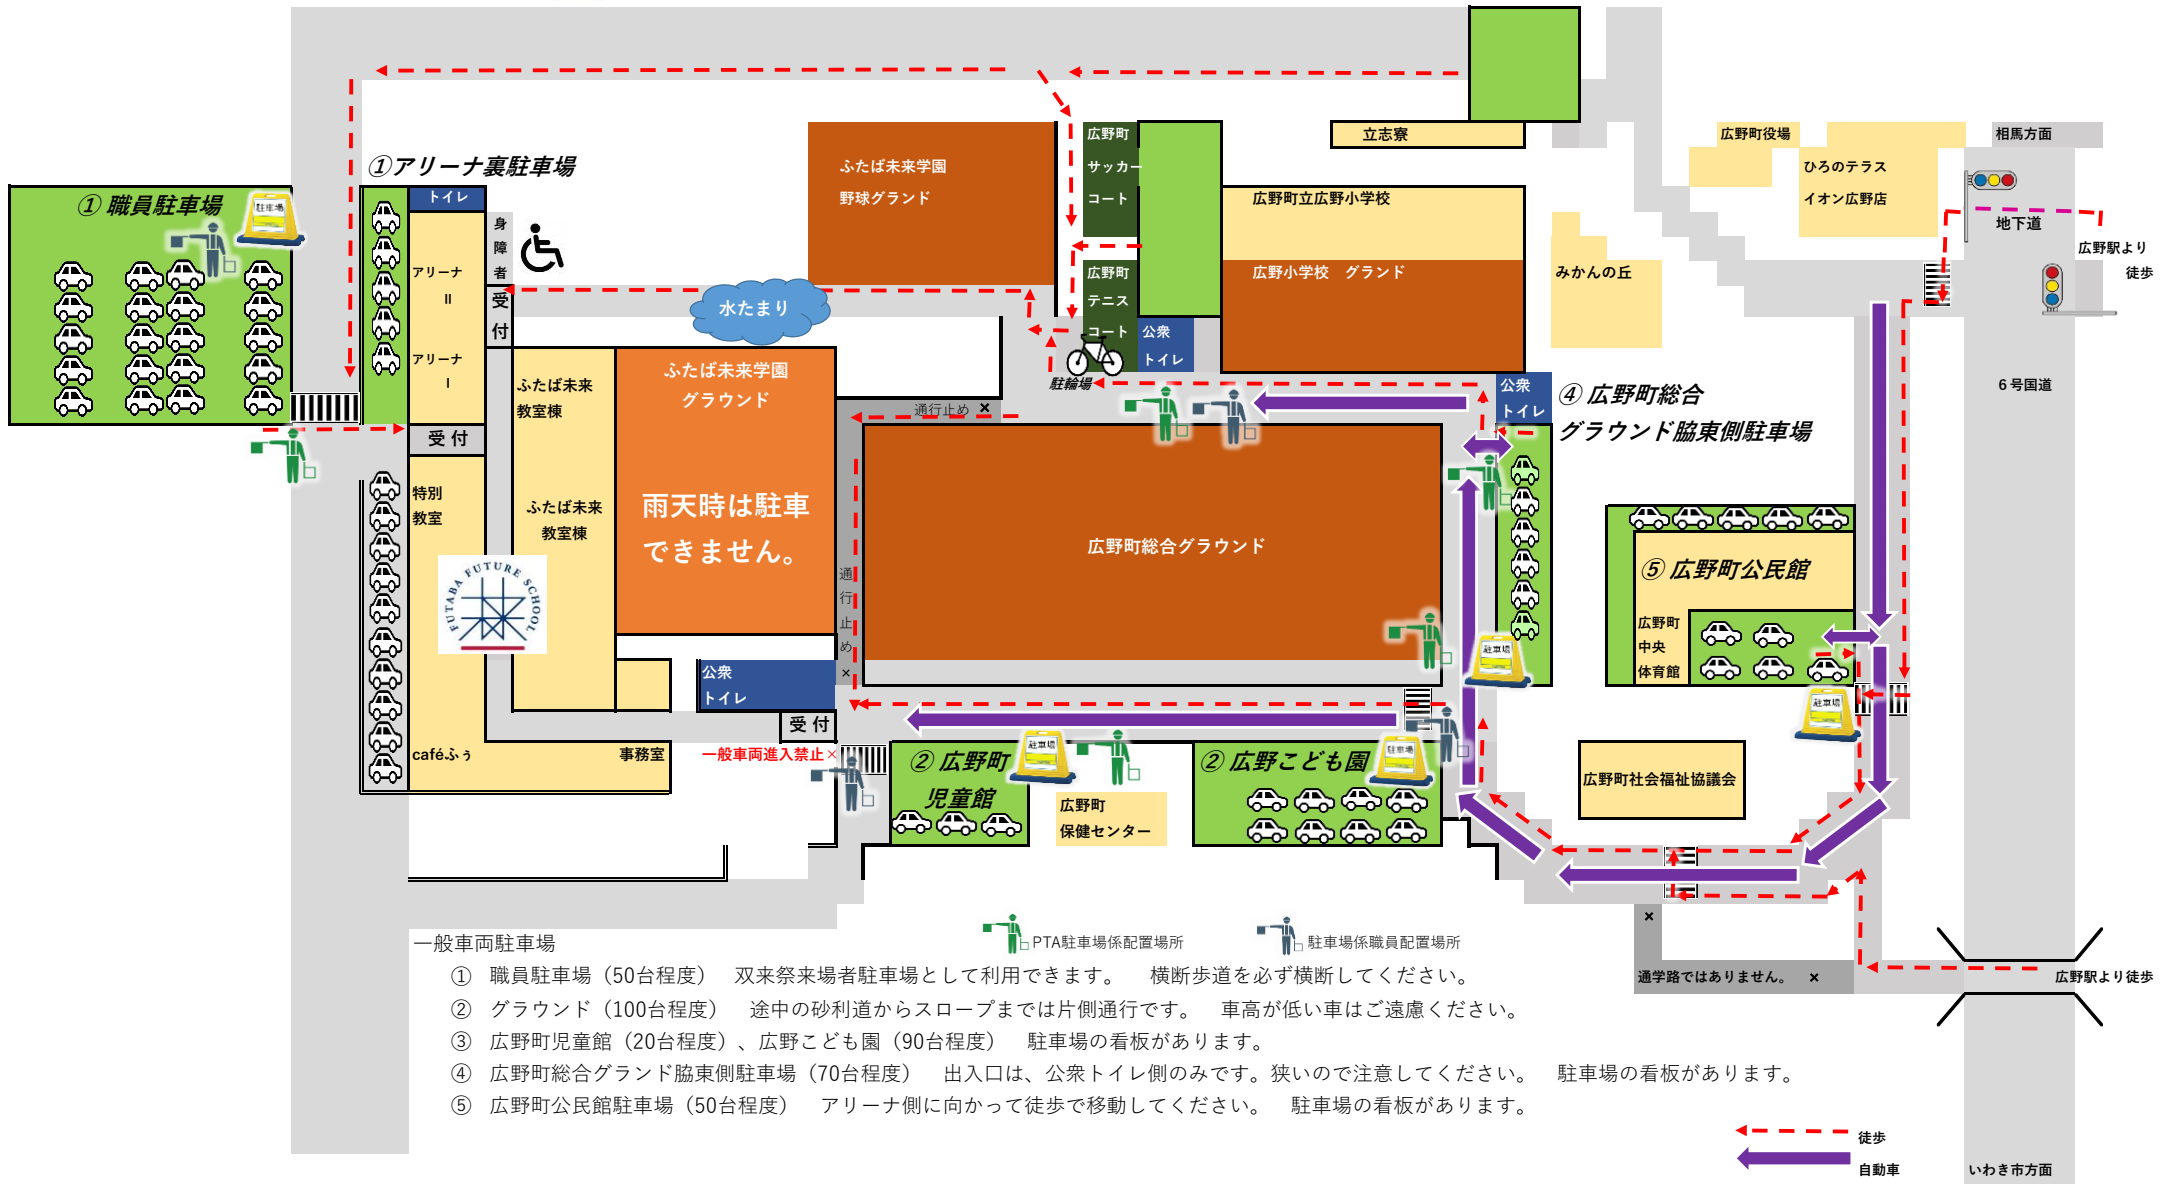 ①アリーナ裏駐車場
① 職員駐車場
駐車場
トイレ
身
障
者
受
付
アリーナ
Ⅱ
アリーナ
Ⅰ
受 付
特別
教室
FUTABA FUTURE SCHOOL
caféふぅ
事務室
ふたば未来
教室棟
ふたば未来
教室棟
ふたば未来学園
グラウンド
雨天時は駐車
できません。
水たまり
ふたば未来学園
野球グランド
広野町
サッカー
コート
広野町
テニス
コート
公衆
トイレ
駐輪場
立志寮
広野町立広野小学校
広野小学校　グランド
みかんの丘
広野町役場
ひろのテラス
イオン広野店
相馬方面
地下道
広野駅より
徒歩
６号国道
通行止め ×
通
行
止
め
×
広野町総合グラウンド
公衆
トイレ
④ 広野町総合
グラウンド脇東側駐車場
駐車場
⑤ 広野町公民館
広野町
中央
体育館
駐車場
公衆
トイレ
受 付
一般車両進入禁止×
② 広野町
児童館
駐車場
広野町
保健センター
② 広野こども園
駐車場
広野町社会福祉協議会
×
通学路ではありません。 ×
広野駅より徒歩
PTA駐車場係配置場所
駐車場係職員配置場所
一般車両駐車場
①　職員駐車場（50台程度）　双来祭来場者駐車場として利用できます。　横断歩道を必ず横断してください。
②　グラウンド（100台程度）　途中の砂利道からスロープまでは片側通行です。　車高が低い車はご遠慮ください。
③　広野町児童館（20台程度）、広野こども園（90台程度）　駐車場の看板があります。
④　広野町総合グランド脇東側駐車場（70台程度）　出入口は、公衆トイレ側のみです。狭いので注意してください。　駐車場の看板があります。
⑤　広野町公民館駐車場（50台程度）　アリーナ側に向かって徒歩で移動してください。　駐車場の看板があります。
徒歩
自動車
いわき市方面